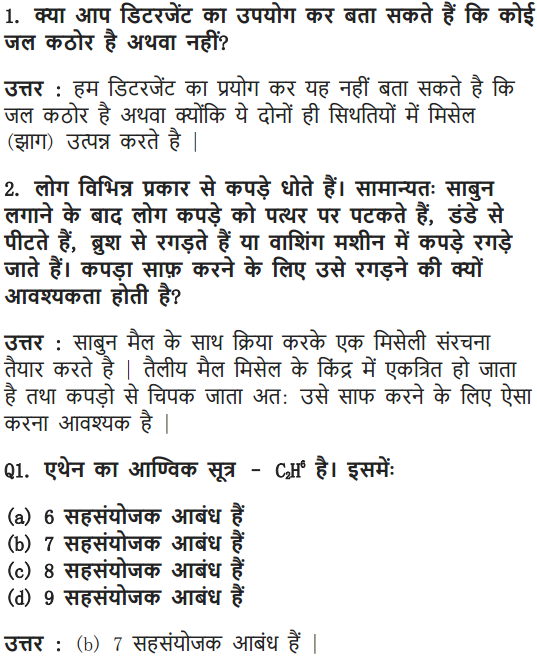 1. क्या आप डिटरजेंट का उपयोग कर बता सकते हैं कि कोई
जल कठोर है अथवा नहीं?
उत्तर : हम डिटरजेंट का प्रयोग कर यह नहीं बता सकते है कि
जल कठोर है अथवा क्योंकि ये दोनों ही सिथतियों में मिसेल
(झाग) उत्पन्न करते है |
2. लोग विभिन्न प्रकार से कपड़े धोते हैं। सामान्यतः साबुन
लगाने के बाद लोग कपड़े को पत्थर पर पटकते हैं, डंडे से
पीटते हैं, ब्रुश से रगड़ते हैं या वाशिंग मशीन में कपड़े रगड़े
जाते हैं। कपड़ा साफ़ करने के लिए उसे रगड़ने की क्यों
आवश्यकता होती है?
उत्तर : साबुन मैल के साथ क्रिया करके एक मिसेली संरचना
तैयार करते है | तैलीय मैल मिसेल के किंद्र में एकत्रित हो जाता
है तथा कपड़ो से चिपक जाता अत: उसे साफ करने के लिए ऐसा
करना आवश्यक है |
Q1. एथेन का आण्विक सूत्र - C₂H⁶ है। इसमेंः
(a) 6 सहसंयोजक आबंध हैं
(b) 7 सहसंयोजक आबंध हैं
(c) 8 सहसंयोजक आबंध हैं
(d) 9 सहसंयोजक आबंध हैं
उत्तर : (b) 7 सहसंयोजक आबंध हैं |